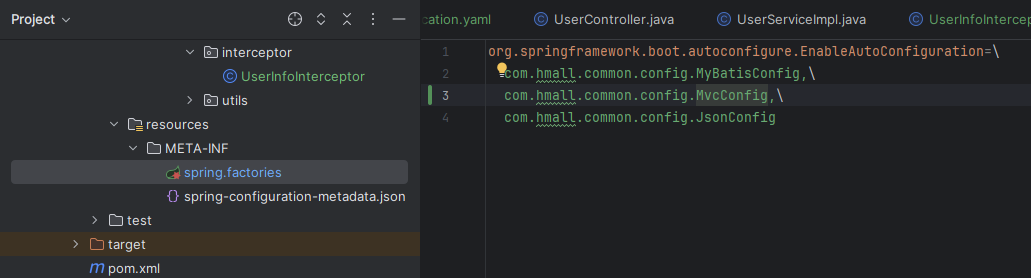 Project
interceptor
UserInfoInterceptor
utils
resources
META-INF
spring.factories
spring-configuration-metadata.json
test
target
pom.xml
cation.yaml
UserController.java
UserServiceImpl.java
UserInfoIntercep
1 org.springframework.boot.autoconfigure.EnableAutoConfiguration=\
2 com.hmall.common.config.MyBatisConfig,\
3 com.hmall.common.config.MvcConfig,\
4 com.hmall.common.config.JsonConfig